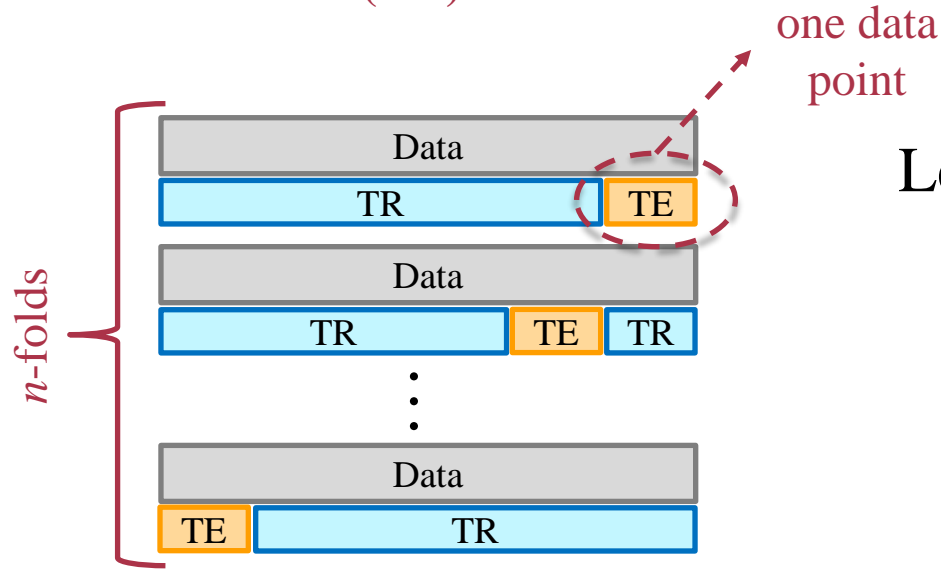 one data
point
Data
TR TE
Data
TR TE TR
Data
TE TR
n-folds